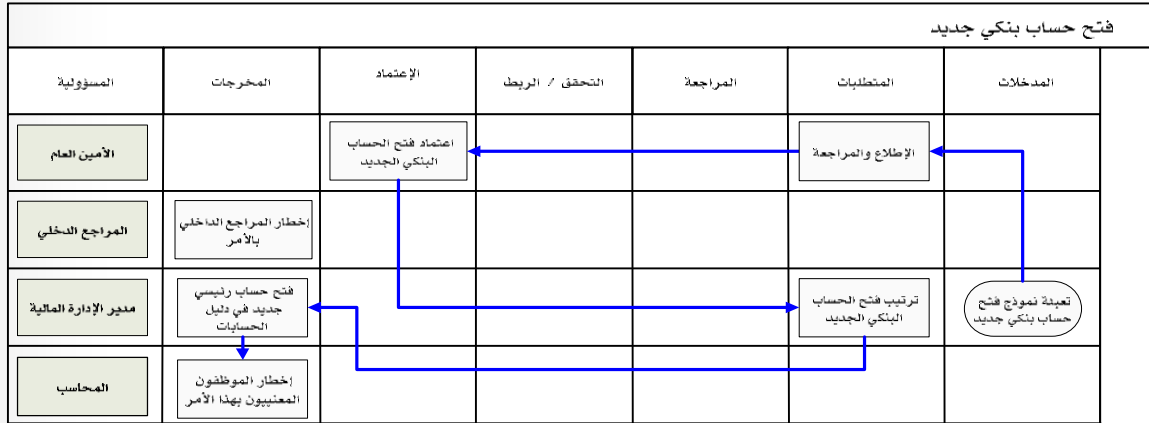 فتح حساب بنكي جديد
المدخلات
المتطلبات
المراجعة
التحقق / الربط
الإعتماد
المخرجات
المسؤولية
الإطلاع والمراجعة
اعتماد فتح الحساب
البنكي الجديد
الأمين العام
إخطار المراجع الداخلي
بالأمر
المراجع الدخلي
تعبئة نموذج فتح
حساب بنكي جديد
ترتيب فتح الحساب
البنكي الجديد
فتح حساب رئيسي
جديد في دليل
الحسابات
مدير الإدارة المالية
إخطار الموظفون
المعنييون بهذا الأمر
المحاسب